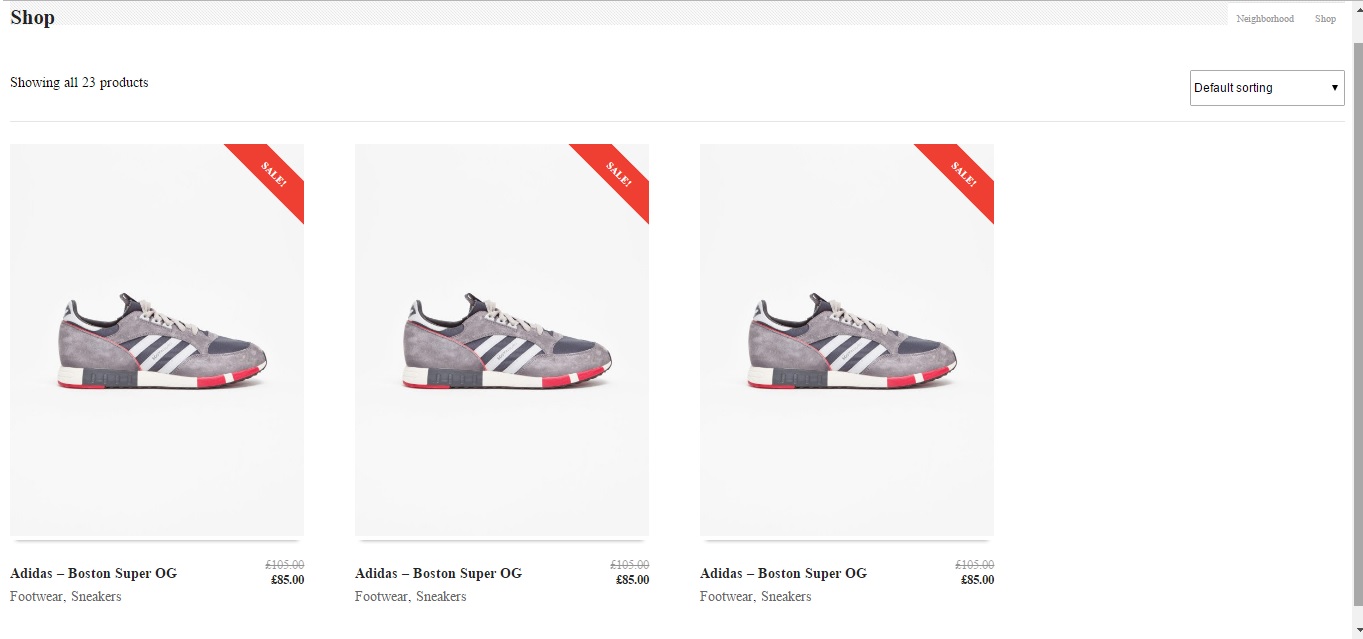 Shop
Neighborhood Shop
Showing all 23 products
Default sorting
SALE!
SALE!
SALE!
Adidas – Boston Super OG
£105.00
£85.00
Footwear, Sneakers
Adidas – Boston Super OG
£105.00
£85.00
Footwear, Sneakers
Adidas – Boston Super OG
£105.00
£85.00
Footwear, Sneakers